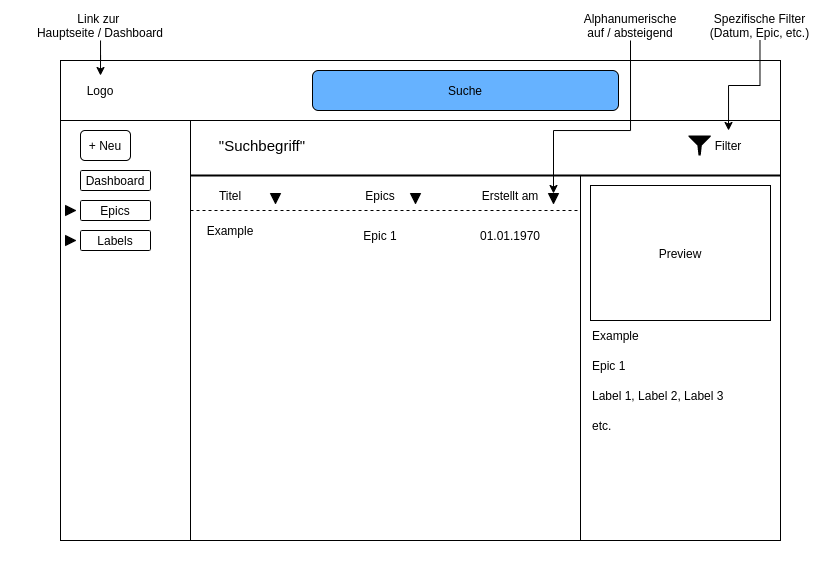 Link zur
Hauptseite / Dashboard
Alphanumerische
auf / absteigend
Spezifische Filter
(Datum, Epic, etc.)
Logo
Suche
+ Neu
"Suchbegriff"
Filter
Dashboard
Epics
Labels
Titel
Epics
Erstellt am
Example
Epic 1
01.01.1970
Preview
Example
Epic 1
Label 1, Label 2, Label 3
etc.